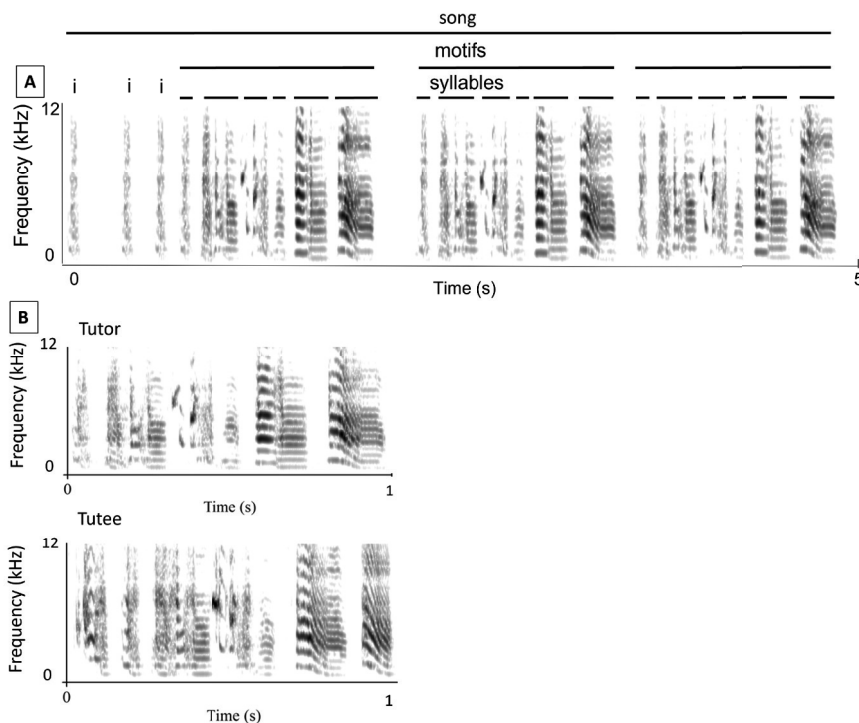 song
motifs
A
i i i
syllables
12
Frequency (kHz)
0
0
5
Time (s)
B
Tutor
12
Frequency (kHz)
0
0
1
Time (s)
Tutee
12
Frequency (kHz)
0
0
1
Time (s)